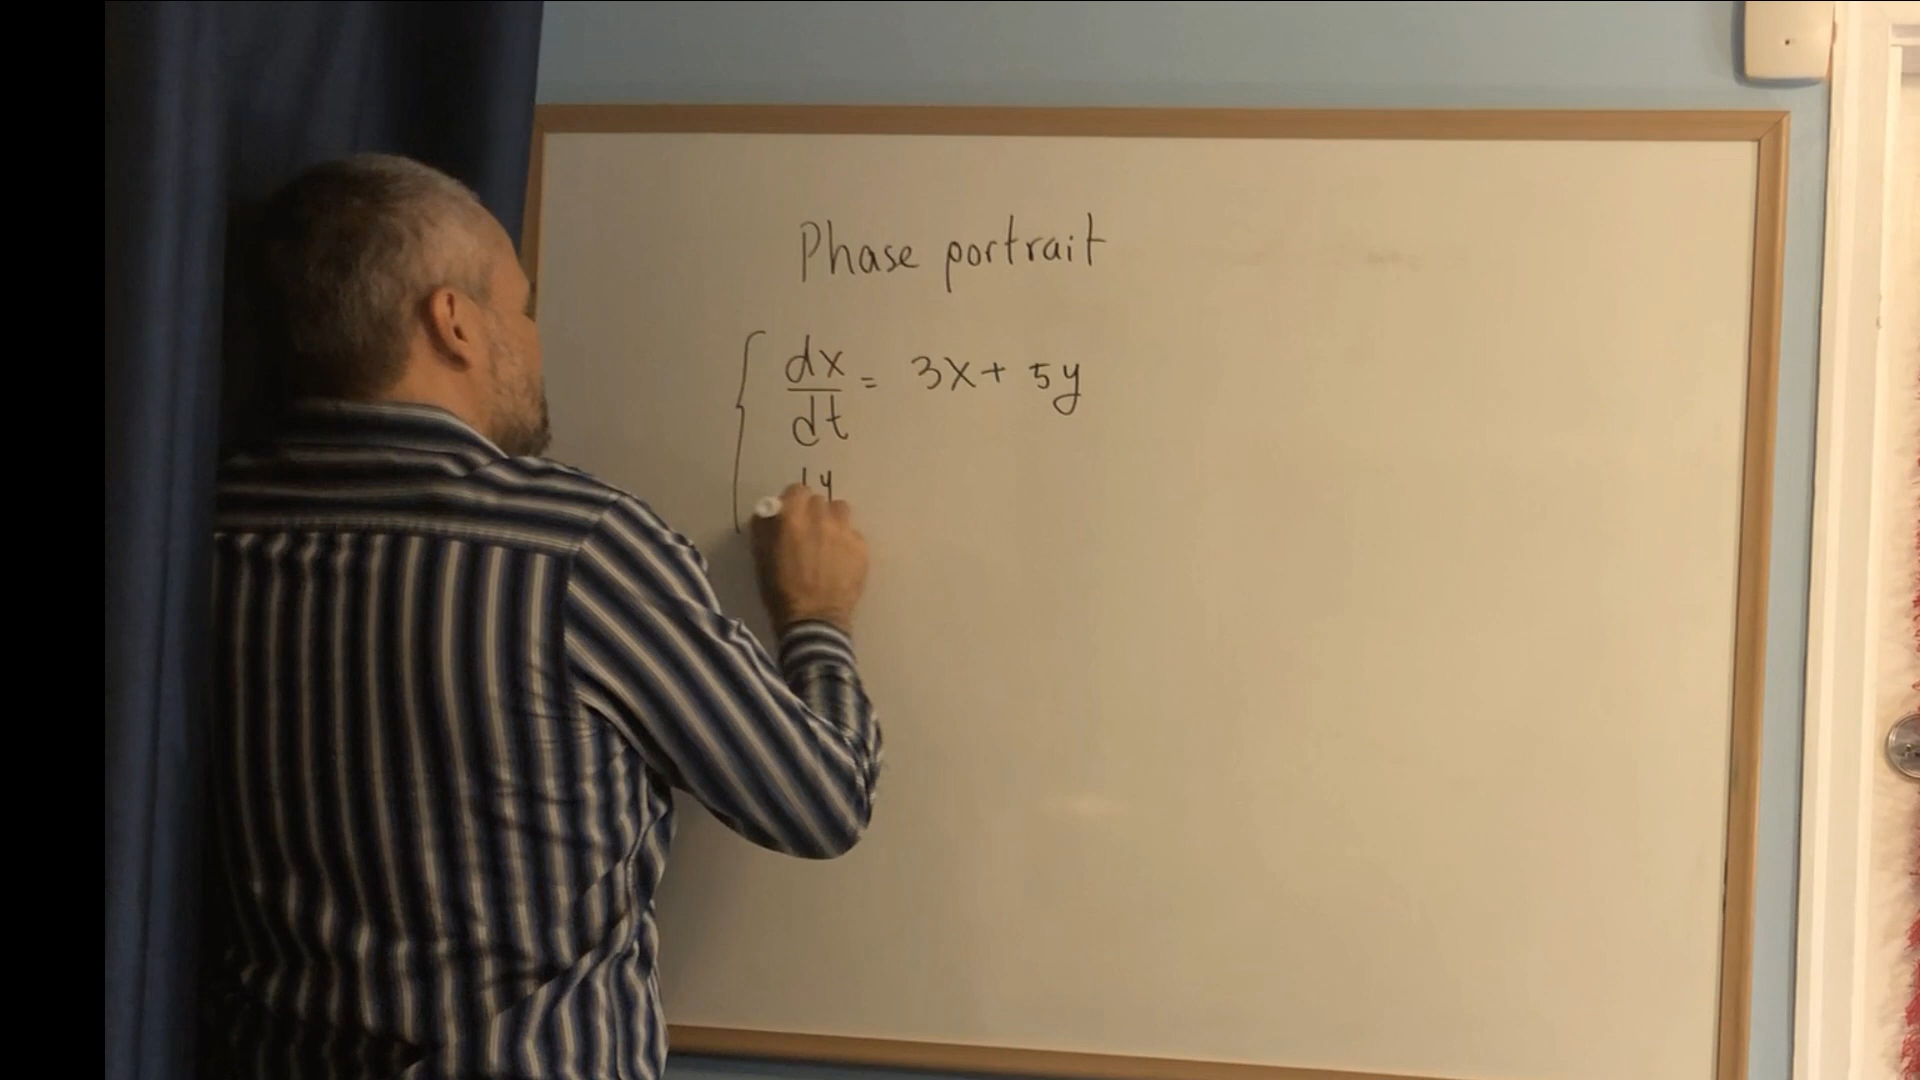 Phase portrait
dx/dt = 3x + 5y
dy